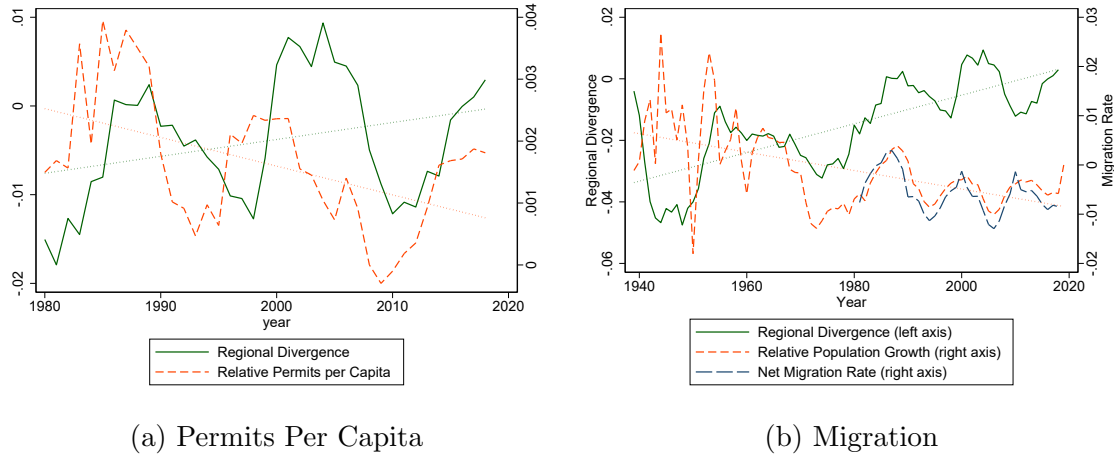 .01
0
-.01
-.02
.004
.003
.002
.001
0
1980
1990
2000
2010
2020
year
Regional Divergence
Relative Permits per Capita
(a) Permits Per Capita
Regional Divergence
.02
0
-.02
-.04
-.06
.03
.02
.01
0
-.01
-.02
Migration Rate
1940
1960
1980
2000
2020
Year
Regional Divergence (left axis)
Relative Population Growth (right axis)
Net Migration Rate (right axis)
(b) Migration